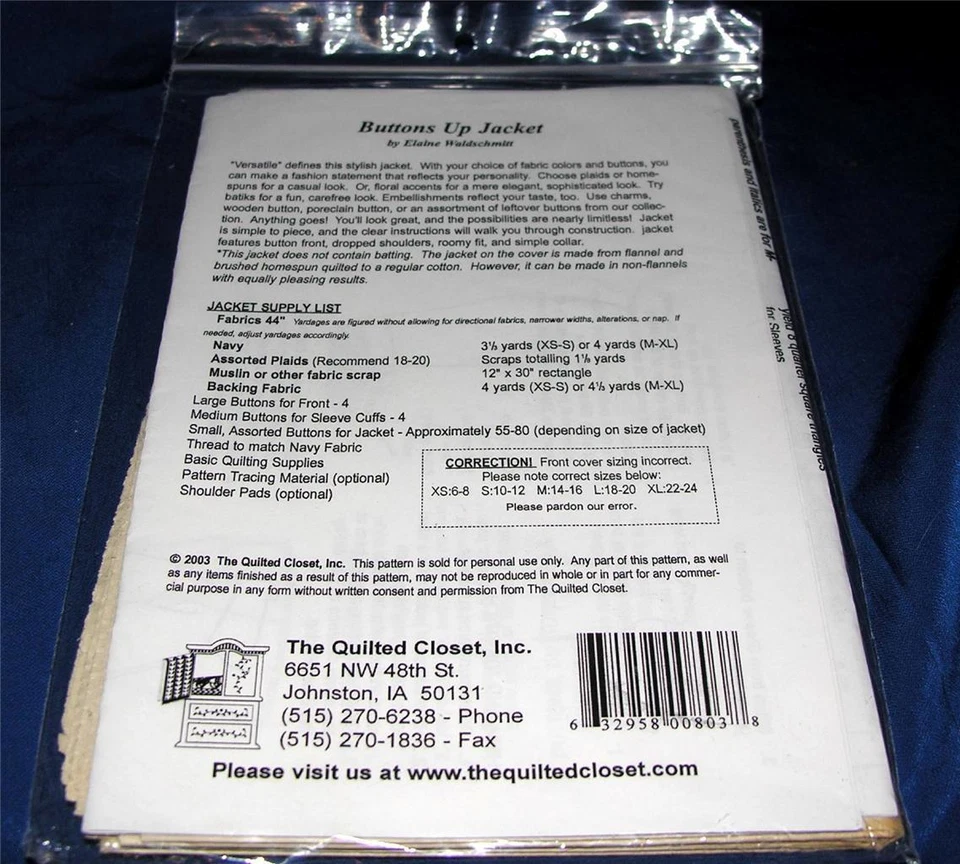 Buttons Up Jacket
by Elaine Waldschmitt
"Versatile" defines this stylish jacket. With your choice of fabric colors and buttons, you
can make a fashion statement that reflects your personality. Choose plaids or home-
spuns for a casual look. Or, floral accents for a mere elegant, sophisticated look. Try
batiks for a fun, carefree look. Embellishments reflect your taste, too. Use charms,
wooden button, poreclain button, or an assortment of leftover buttons from our collec-
tion. Anything goes! You'll look great, and the possibilities are nearly limitless! Jacket
is simple to piece, and the clear instructions will walk you through construction. jacket
features button front, dropped shoulders, roomy fit, and simple collar.
*This jacket does not contain batting. The jacket on the cover is made from flannel and
brushed homespun quilted to a regular cotton. However, it can be made in non-flannels
with equally pleasing results.
JACKET SUPPLY LIST
Fabrics 44" Yardages are figured without allowing for directional fabrics, narrower widths, alterations, or nap. If
needed, adjust yardages accordingly.
Navy 3⅓ yards (XS-S) or 4 yards (M-XL)
Assorted Plaids (Recommend 18-20) Scraps totalling 1⅓ yards
Muslin or other fabric scrap 12" x 30" rectangle
Backing Fabric 4 yards (XS-S) or 4⅓ yards (M-XL)
Large Buttons for Front - 4
Medium Buttons for Sleeve Cuffs - 4
Small, Assorted Buttons for Jacket - Approximately 55-80 (depending on size of jacket)
Thread to match Navy Fabric
Basic Quilting Supplies
Pattern Tracing Material (optional)
Shoulder Pads (optional)
CORRECTION! Front cover sizing incorrect.
Please note correct sizes below:
XS:6-8 S:10-12 M:14-16 L:18-20 XL:22-24
Please pardon our error.
© 2003 The Quilted Closet, Inc. This pattern is sold for personal use only. Any part of this pattern, as well
as any items finished as a result of this pattern, may not be reproduced in whole or in part for any commer-
cial purpose in any form without written consent and permission from The Quilted Closet.
The Quilted Closet, Inc.
6651 NW 48th St.
Johnston, IA 50131
(515) 270-6238 - Phone
(515) 270-1836 - Fax
6 32958 00803 8
Please visit us at www.thequiltedcloset.com
parenthesis and italics are for M-
yield 8 quarter square triangles
for Sleeves